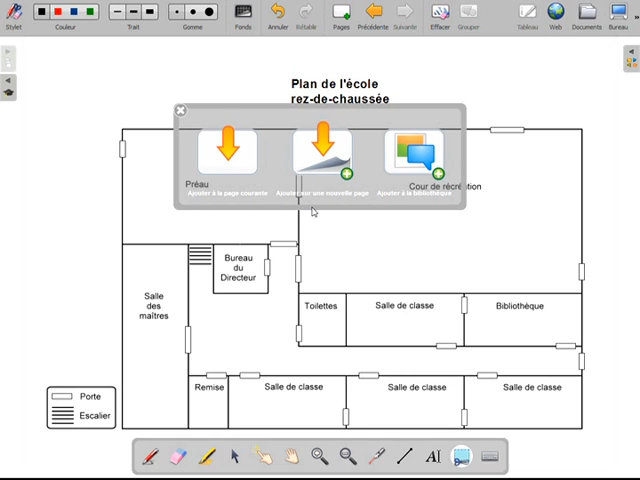 Stylet
Couleur
Trait
Gomme
Fonds
Annuler
Rétablir
Pages
Précédente
Suivante
Effacer
Grouper
Tableau
Web
Documents
Bureau
Plan de l'école
rez-de-chaussée
Préau
Cour de récréation
Ajouter à la page courante
Ajouter sur une nouvelle page
Ajouter à la bibliothèque
Bureau
du
Directeur
Salle
des
maîtres
Toilettes
Salle de classe
Bibliothèque
Remise
Salle de classe
Salle de classe
Salle de classe
Porte
Escalier
AI